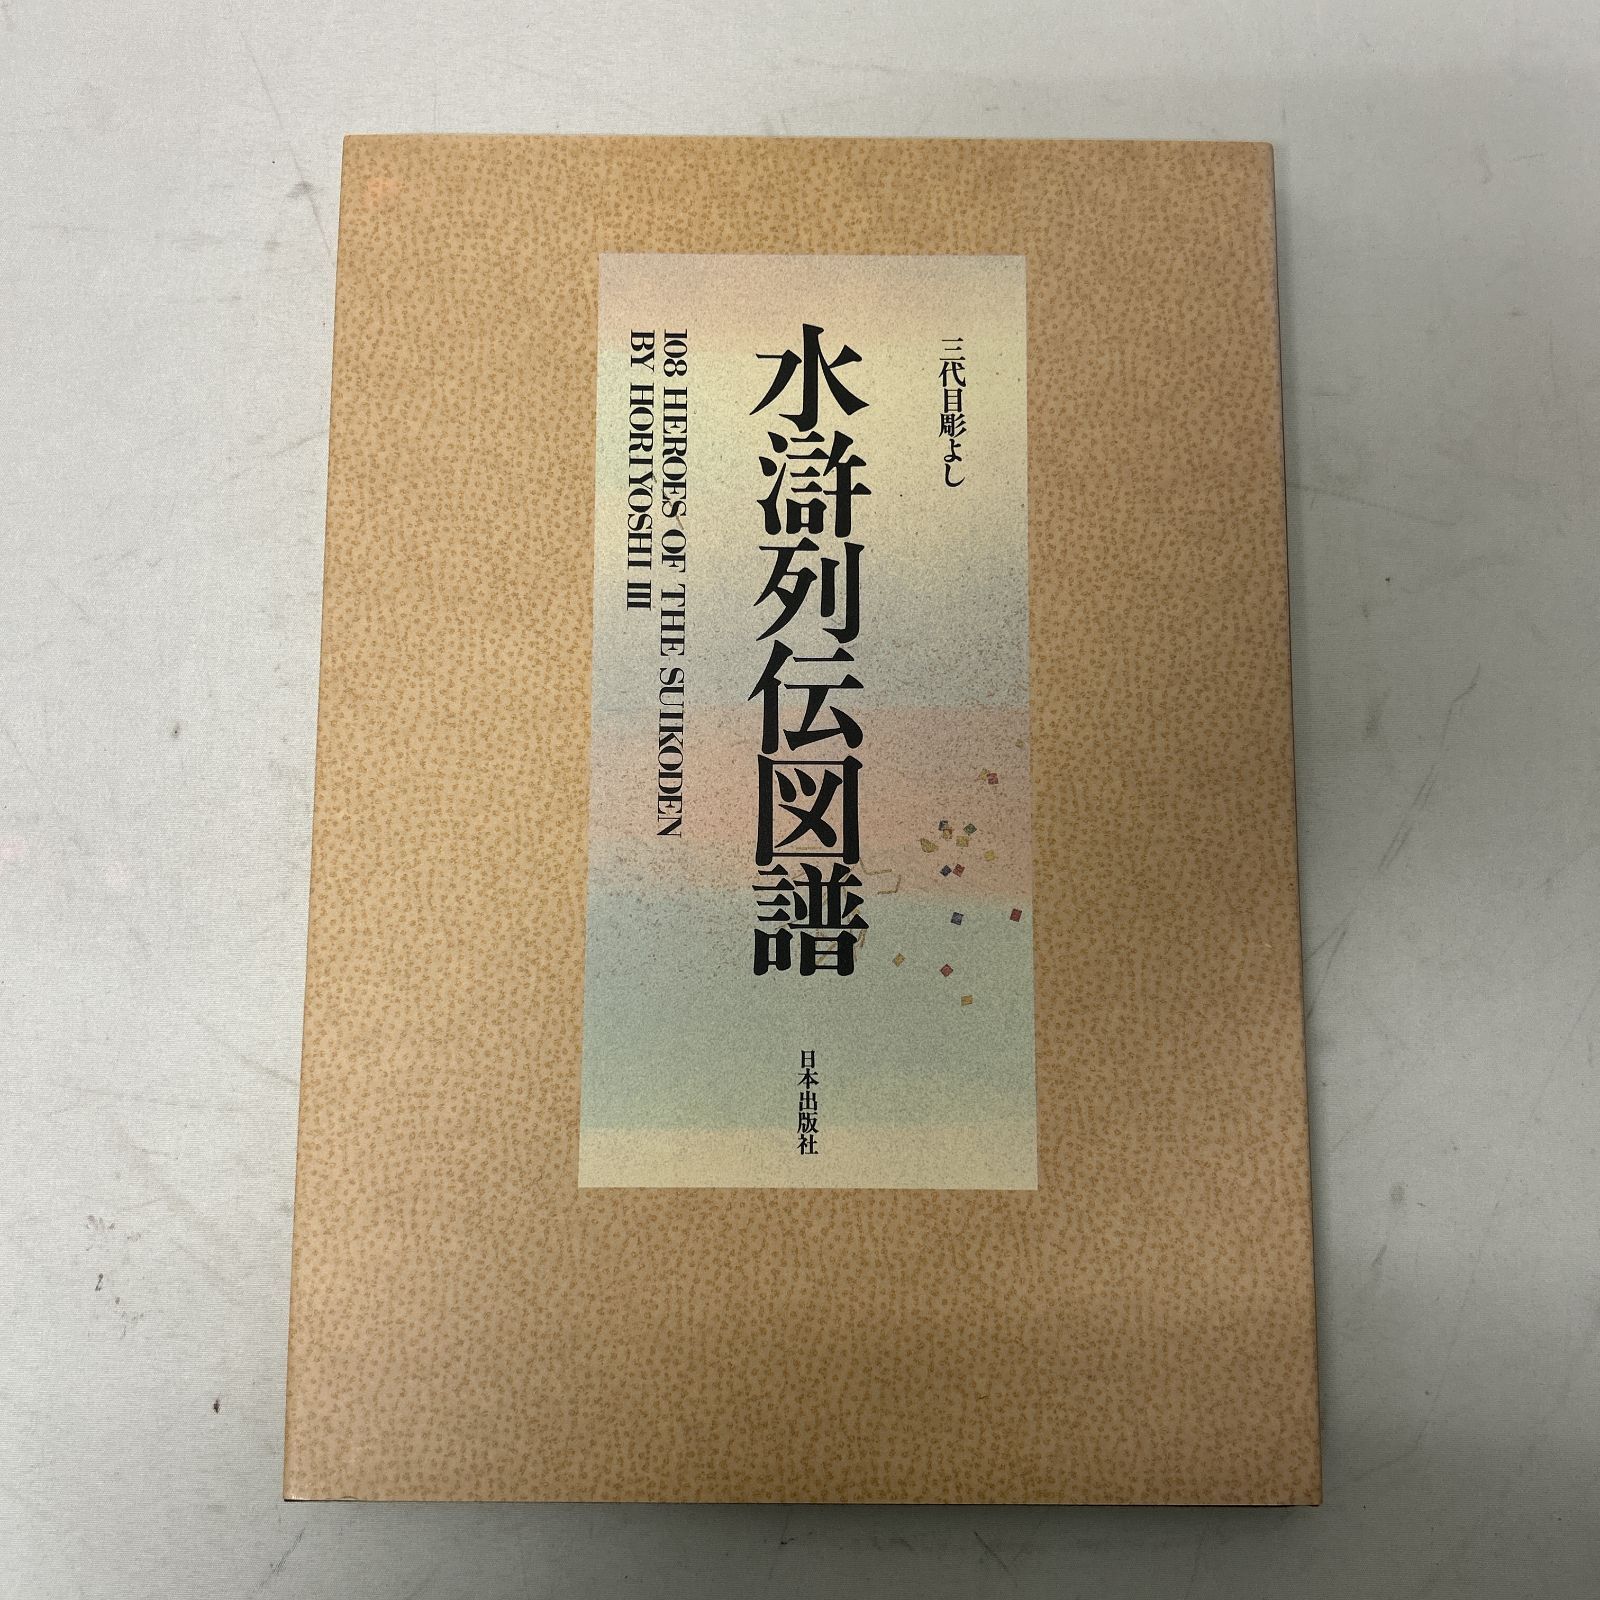 三代目彫よし
水滸列伝図譜
108 HEROES OF THE SUIKODEN
BY HORIYOSHI III
日本出版社